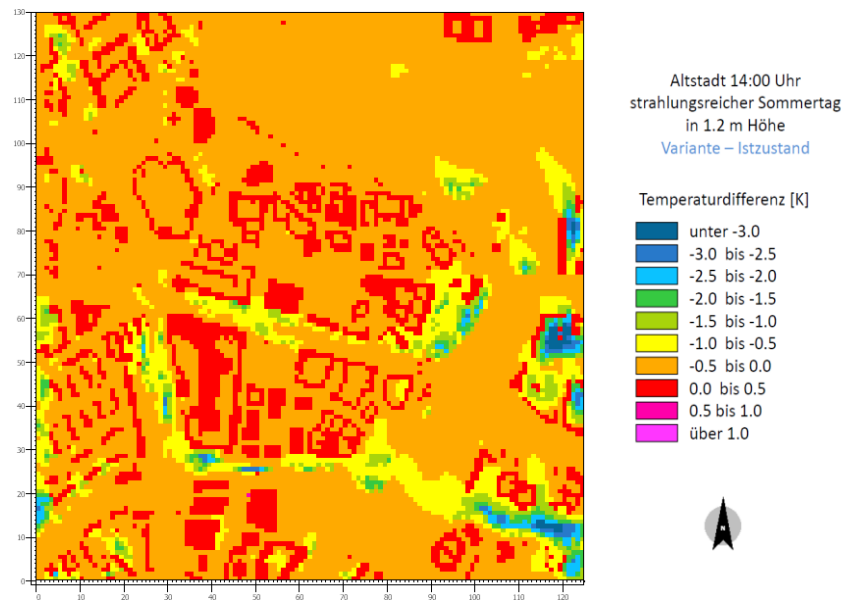 130
120
110
100
90
80
70
60
50
40
30
20
10
0
0 10 20 30 40 50 60 70 80 90 100 110 120
Altstadt 14:00 Uhr
strahlungsreicher Sommertag
in 1.2 m Höhe
Variante – Istzustand
Temperaturdifferenz [K]
unter -3.0
-3.0 bis -2.5
-2.5 bis -2.0
-2.0 bis -1.5
-1.5 bis -1.0
-1.0 bis -0.5
-0.5 bis 0.0
0.0 bis 0.5
0.5 bis 1.0
über 1.0
N